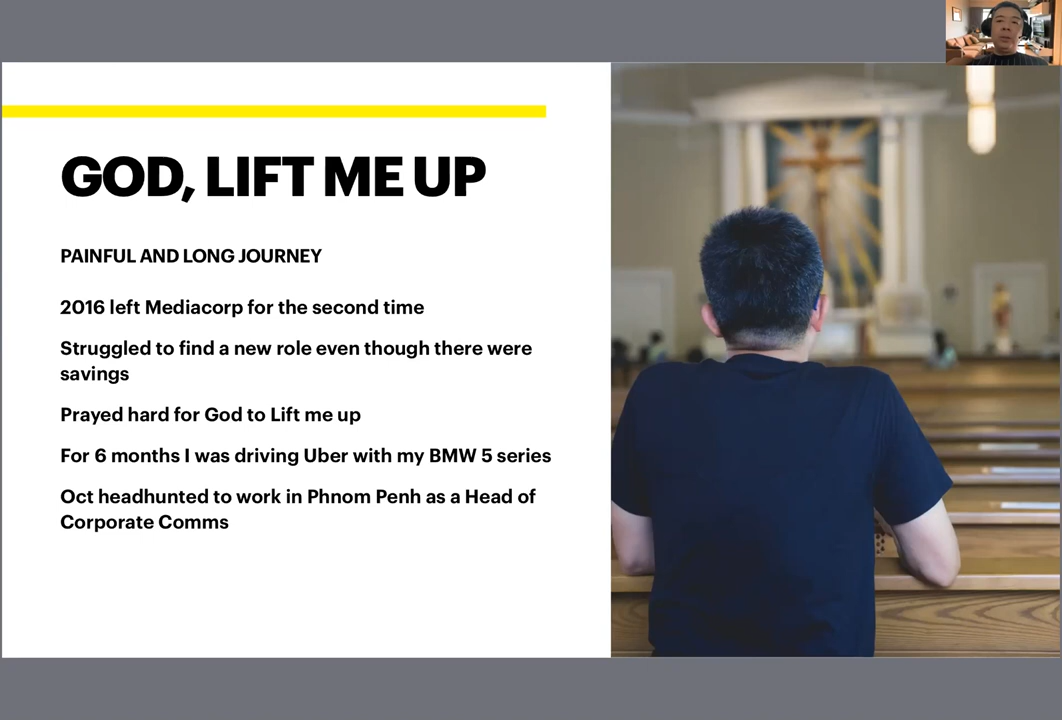 GOD, LIFT ME UP
PAINFUL AND LONG JOURNEY
2016 left Mediacorp for the second time
Struggled to find a new role even though there were
savings
Prayed hard for God to Lift me up
For 6 months I was driving Uber with my BMW 5 series
Oct headhunted to work in Phnom Penh as a Head of
Corporate Comms